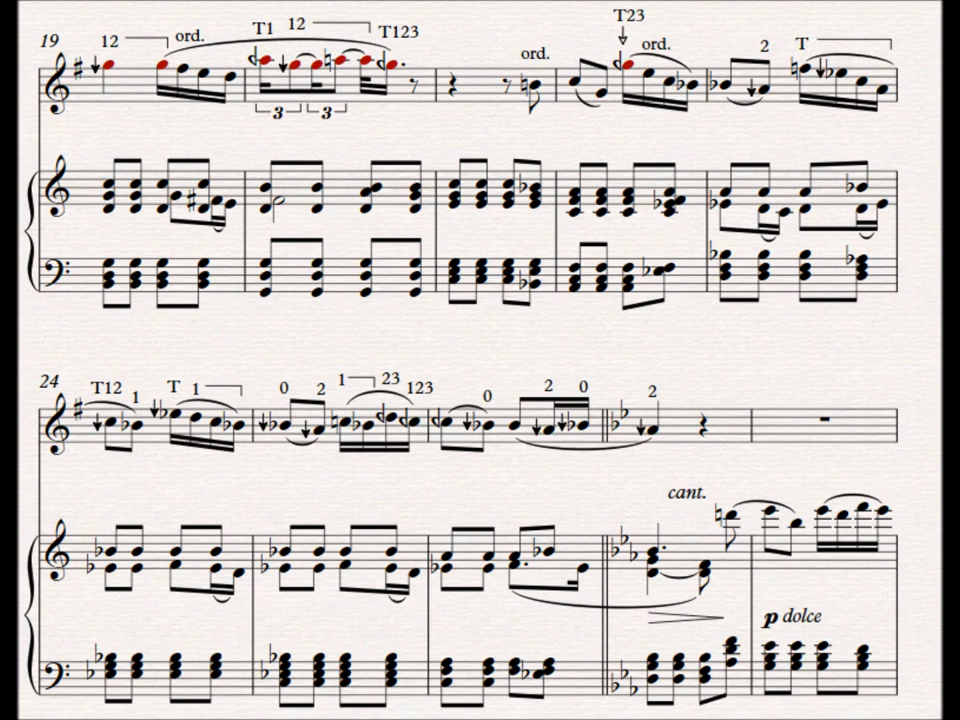 19 12 ord. T1 12 T123 ord. T23 ord. 2 T
3 3
24 T12 1 T 1 0 2 1 23 123 0 2 0 2
cant.
p dolce